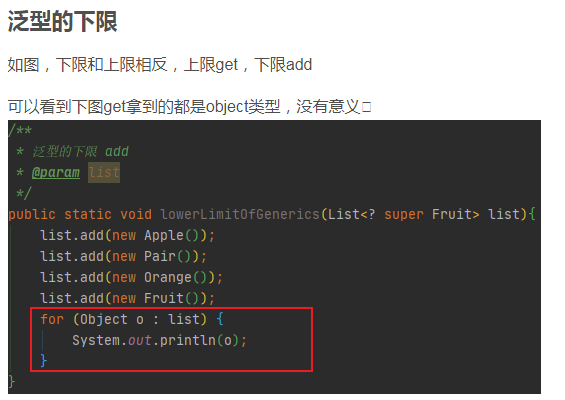 泛型的下限
如图，下限和上限相反，上限get，下限add
可以看到下图get拿到的都是object类型，没有意义
/**
 * 泛型的下限 add
 * @param list
 */
public static void lowerLimitOfGenerics(List<? super Fruit> list){
    list.add(new Apple());
    list.add(new Pair());
    list.add(new Orange());
    list.add(new Fruit());
    for (Object o : list) {
        System.out.println(o);
    }
}